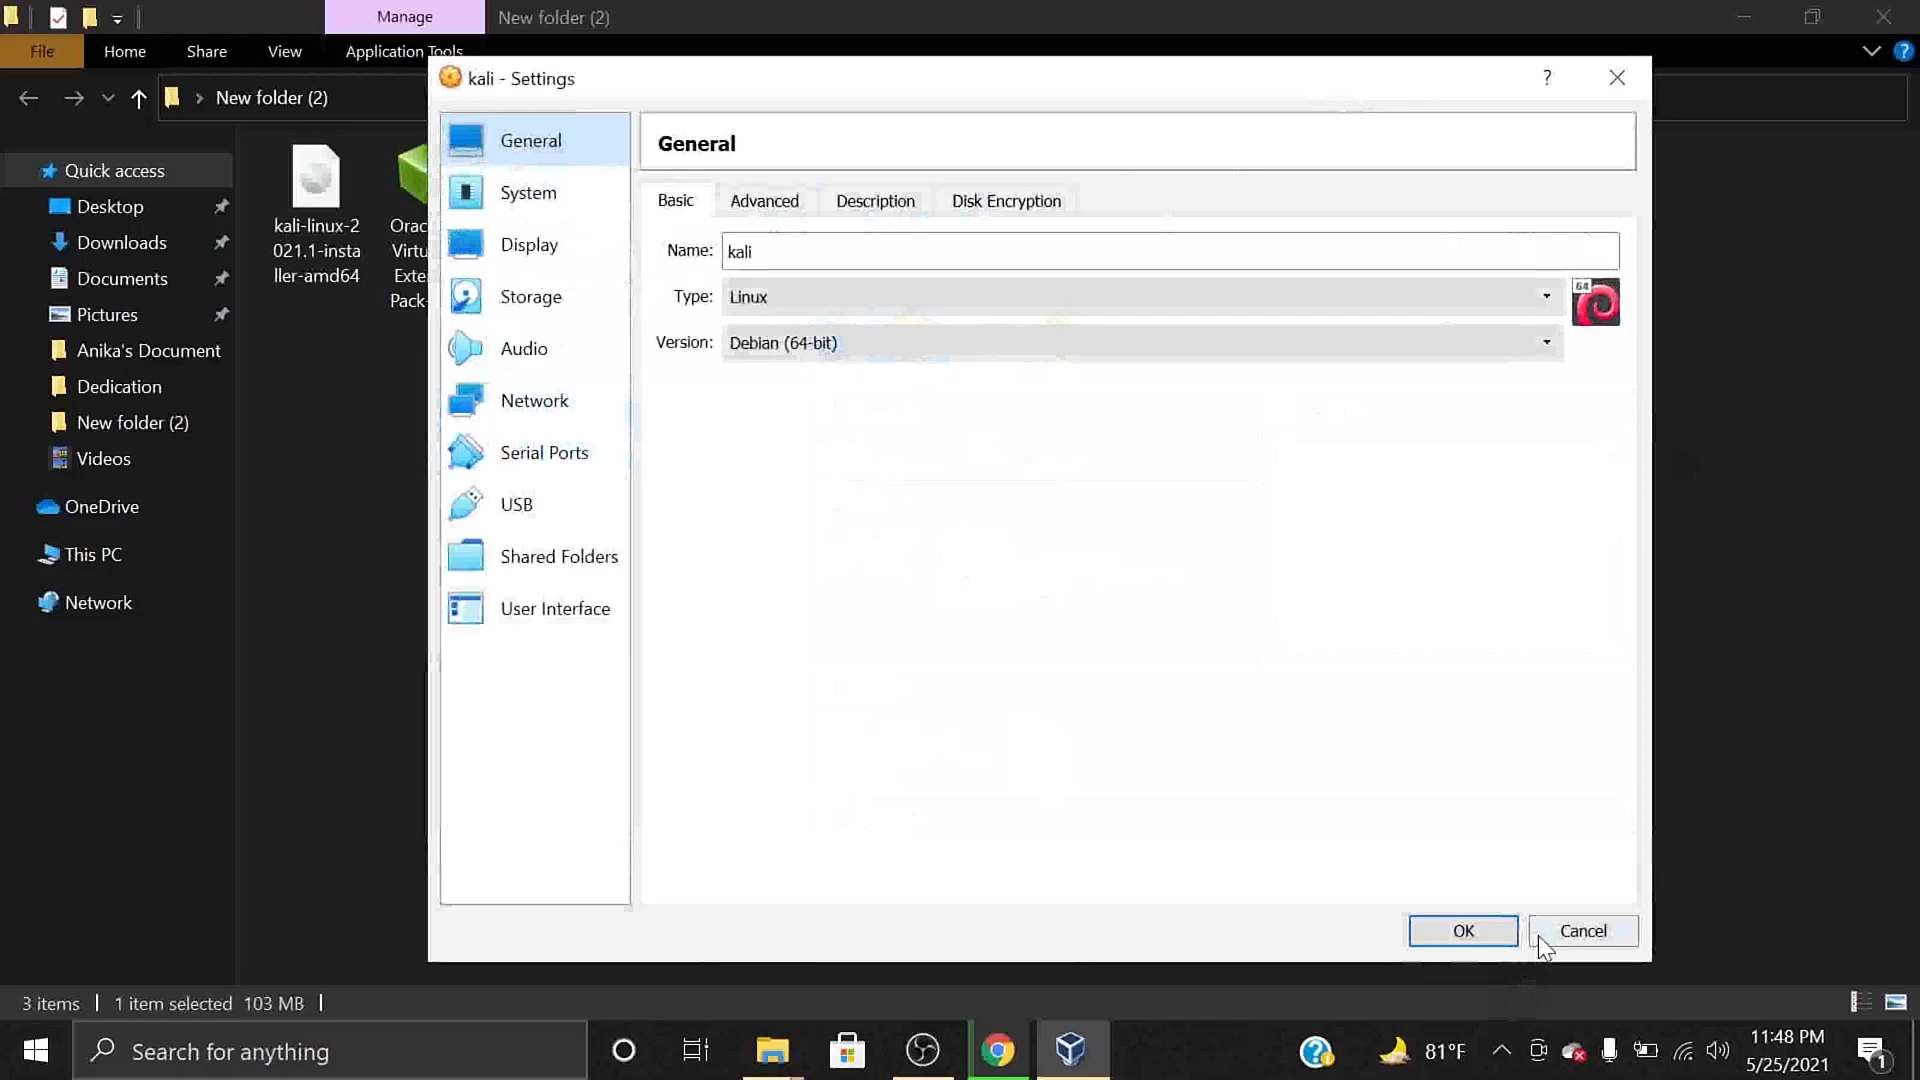 Manage
New folder (2)
File
Home
Share
View
Application Tools
New folder (2)
kali - Settings
?
Quick access
Desktop
Downloads
Documents
Pictures
Anika's Document
Dedication
New folder (2)
Videos
OneDrive
This PC
Network
kali-linux-2
021.1-insta
ller-amd64
Orac
Virtu
Exte
Pack-
General
System
Display
Storage
Audio
Network
Serial Ports
USB
Shared Folders
User Interface
General
Basic
Advanced
Description
Disk Encryption
Name:
kali
Type:
Linux
64
Version:
Debian (64-bit)
OK
Cancel
3 items
1 item selected 103 MB
Search for anything
81°F
11:48 PM
5/25/2021
1